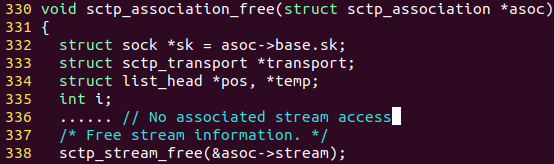 330 void sctp_association_free(struct sctp_association *asoc)
331 {
332 struct sock *sk = asoc->base.sk;
333 struct sctp_transport *transport;
334 struct list_head *pos, *temp;
335 int i;
336 ...... // No associated stream access
337 /* Free stream information. */
338 sctp_stream_free(&asoc->stream);